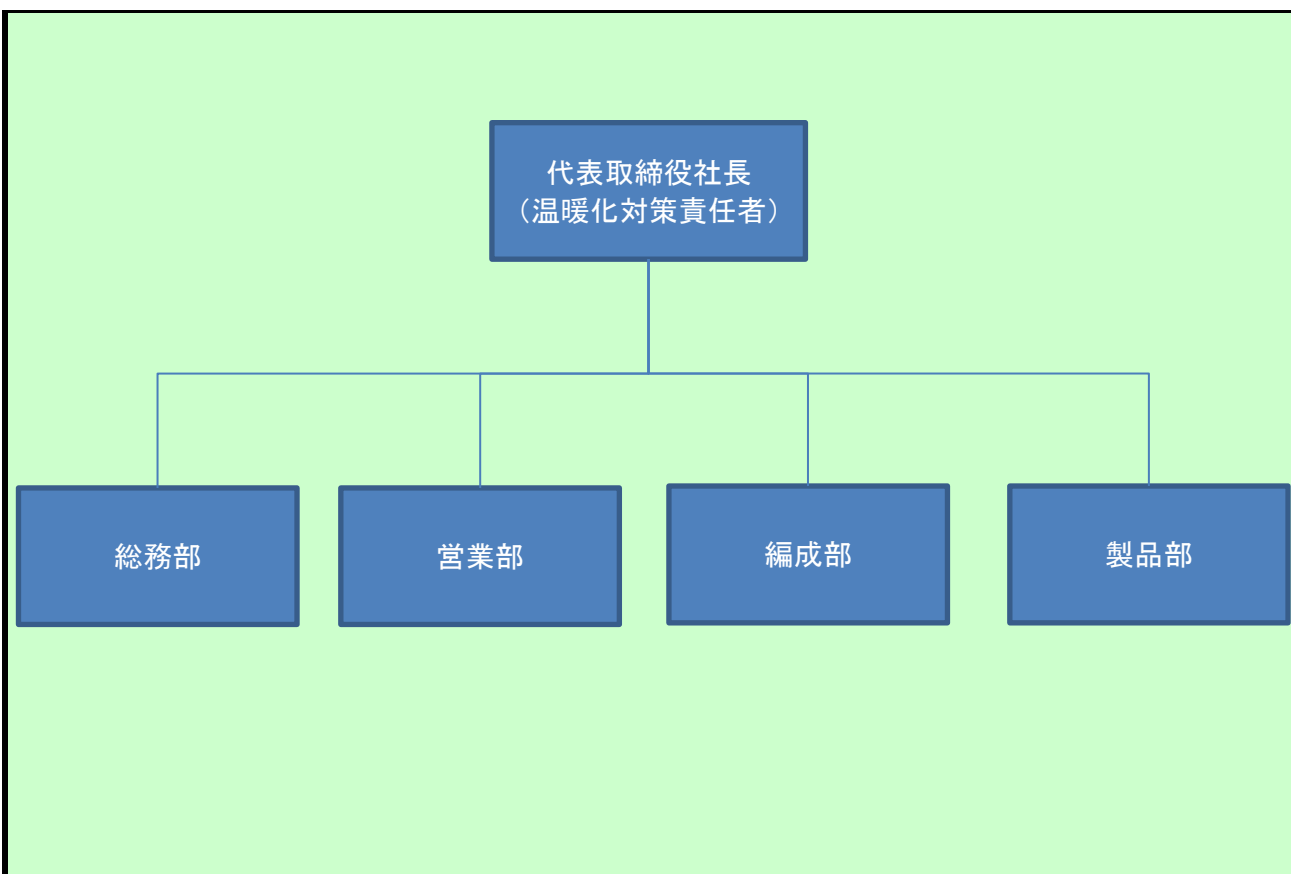 代表取締役社長
（温暖化対策責任者）
総務部
営業部
編成部
製品部